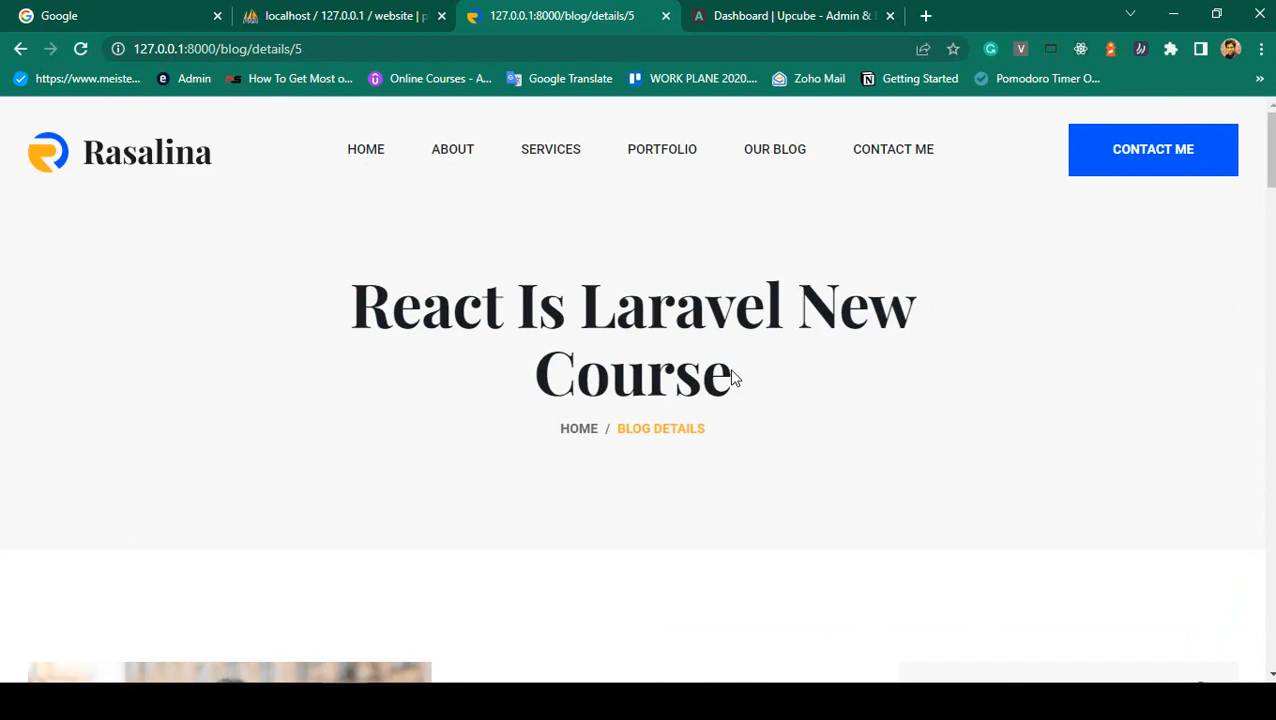 Google
localhost / 127.0.0.1 / website | p
127.0.0.1:8000/blog/details/5
Dashboard | Upcube - Admin &
127.0.0.1:8000/blog/details/5
https://www.meiste...
Admin
How To Get Most o...
Online Courses - A...
Google Translate
WORK PLANE 2020....
Zoho Mail
Getting Started
Pomodoro Timer O...
»
Rasalina
HOME
ABOUT
SERVICES
PORTFOLIO
OUR BLOG
CONTACT ME
CONTACT ME
React Is Laravel New
Course
HOME / BLOG DETAILS